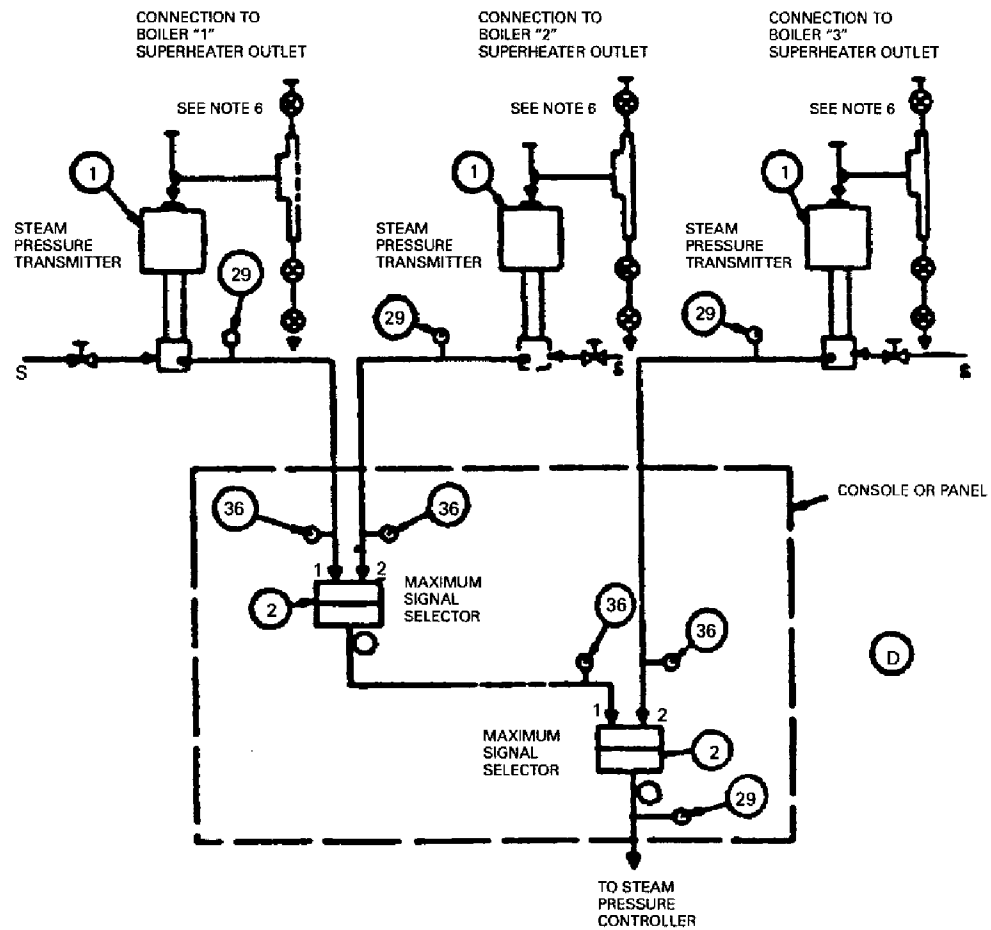 CONNECTION TO
BOILER "1"
SUPERHEATER OUTLET
CONNECTION TO
BOILER "2"
SUPERHEATER OUTLET
CONNECTION TO
BOILER "3"
SUPERHEATER OUTLET
SEE NOTE 6
SEE NOTE 6
SEE NOTE 6
1
1
1
STEAM
PRESSURE
TRANSMITTER
STEAM
PRESSURE
TRANSMITTER
STEAM
PRESSURE
TRANSMITTER
29
29
29
S
S
S
CONSOLE OR PANEL
36
36
1
2
2
MAXIMUM
SIGNAL
SELECTOR
36
36
D
1
2
MAXIMUM
SIGNAL
SELECTOR
2
29
TO STEAM
PRESSURE
CONTROLLER